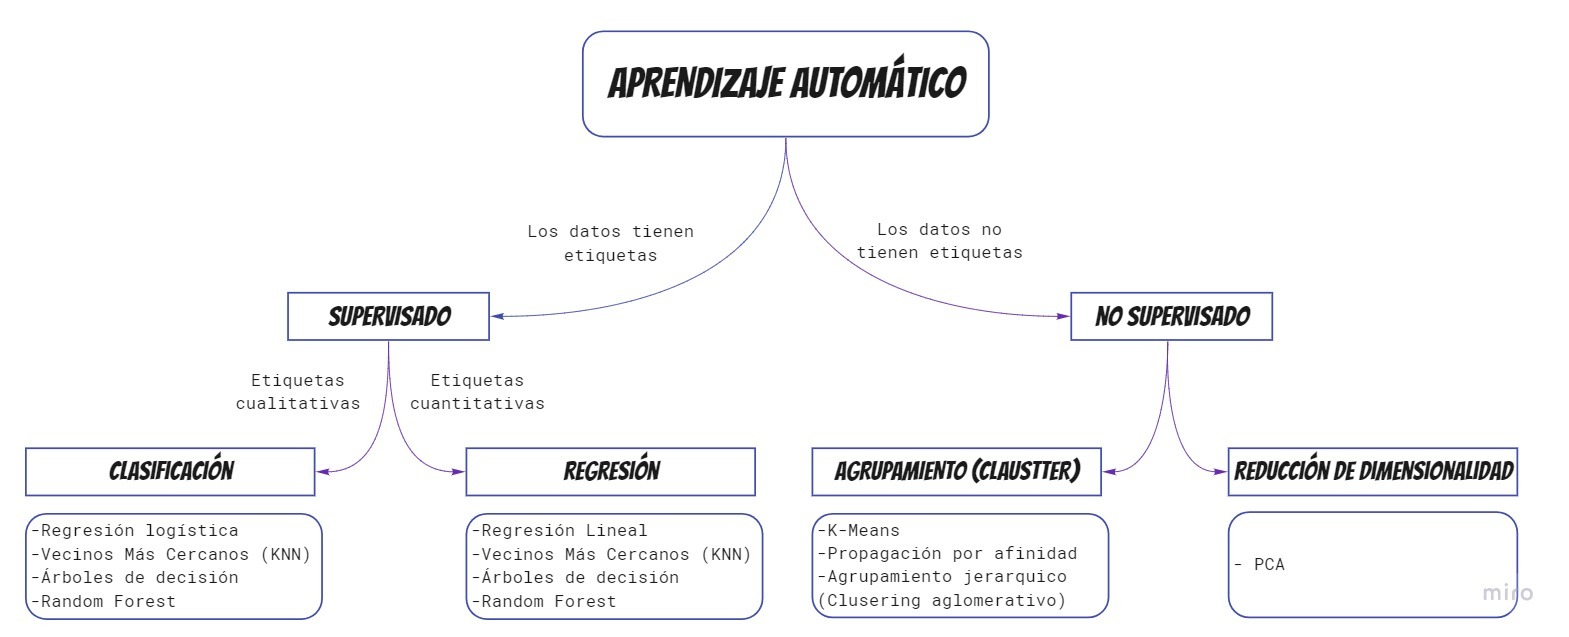 APRENDIZAJE AUTOMÁTICO
Los datos tienen
etiquetas
Los datos no
tienen etiquetas
SUPERVISADO
NO SUPERVISADO
Etiquetas
cualitativas
Etiquetas
cuantitativas
CLASIFICACIÓN
REGRESIÓN
AGRUPAMIENTO (CLAUSTTER)
REDUCCIÓN DE DIMENSIONALIDAD
-Regresión logística
-Vecinos Más Cercanos (KNN)
-Árboles de decisión
-Random Forest
-Regresión Lineal
-Vecinos Más Cercanos (KNN)
-Árboles de decisión
-Random Forest
-K-Means
-Propagación por afinidad
-Agrupamiento jerarquico
(Clusering aglomerativo)
- PCA
miro